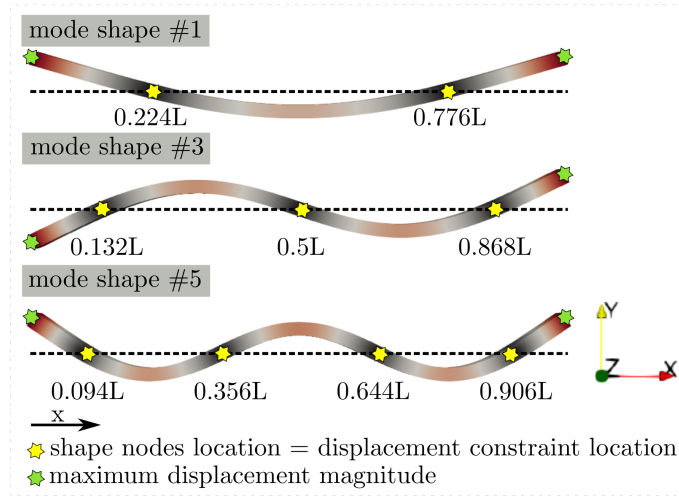 mode shape #1
0.224L 0.776L
mode shape #3
0.132L 0.5L 0.868L
mode shape #5
0.094L 0.356L 0.644L 0.906L
Y
Z X
x
shape nodes location = displacement constraint location
maximum displacement magnitude